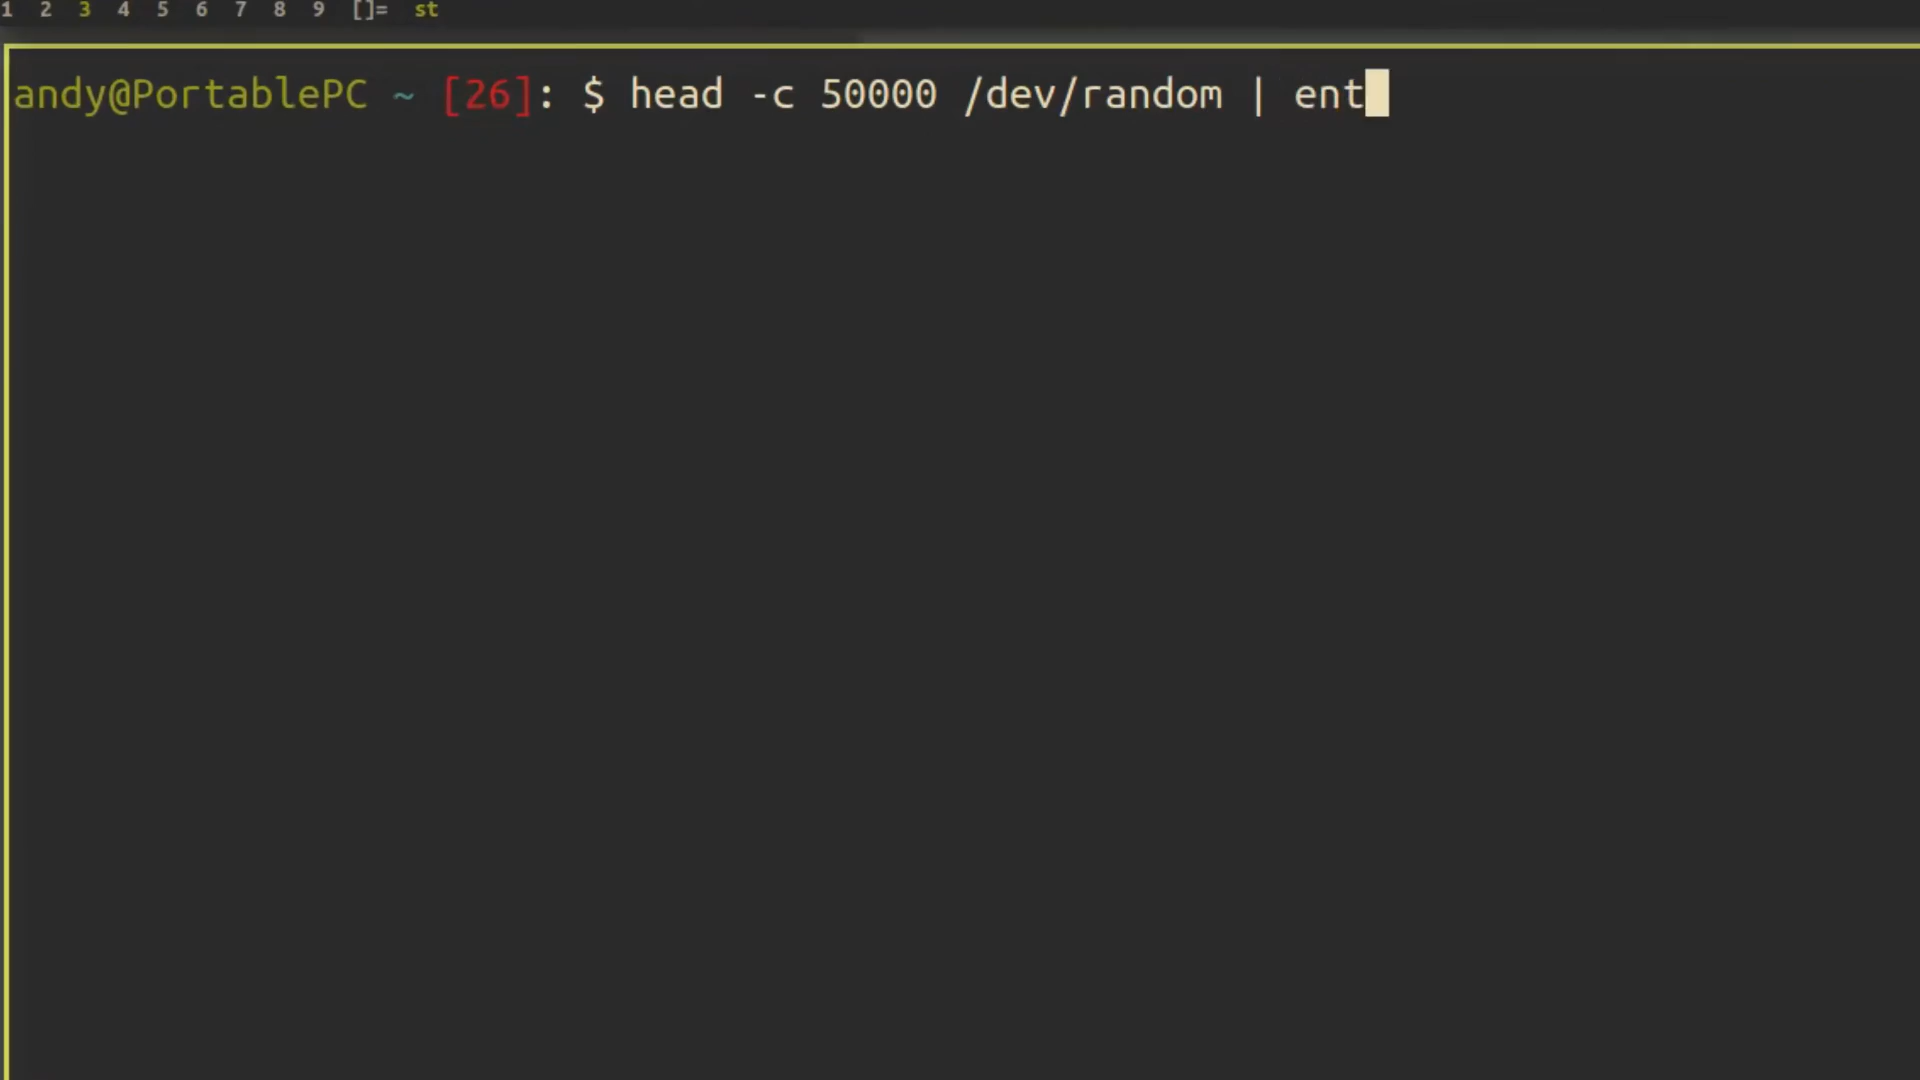 1 2 3 4 5 6 7 8 9 []= st
andy@PortablePC ~ [26]: $ head -c 50000 /dev/random | ent